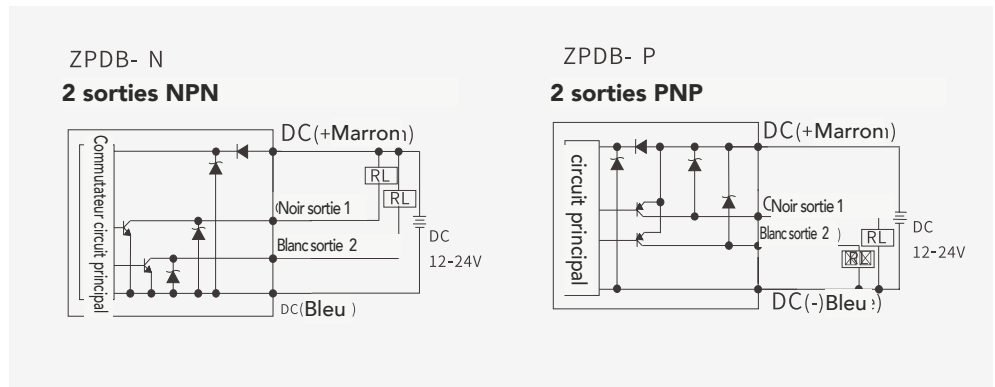 ZPDB- N
2 sorties NPN
DC(+Marron)
Commutateur circuit principal
RL
RL
(Noir sortie 1
Blanc sortie 2
DC
12-24V
DC(Bleu )
ZPDB- P
2 sorties PNP
DC(+Marron)
circuit principal
(Noir sortie 1
Blanc sortie 2 )
RL
RL
DC
12-24V
DC(-)Bleu )